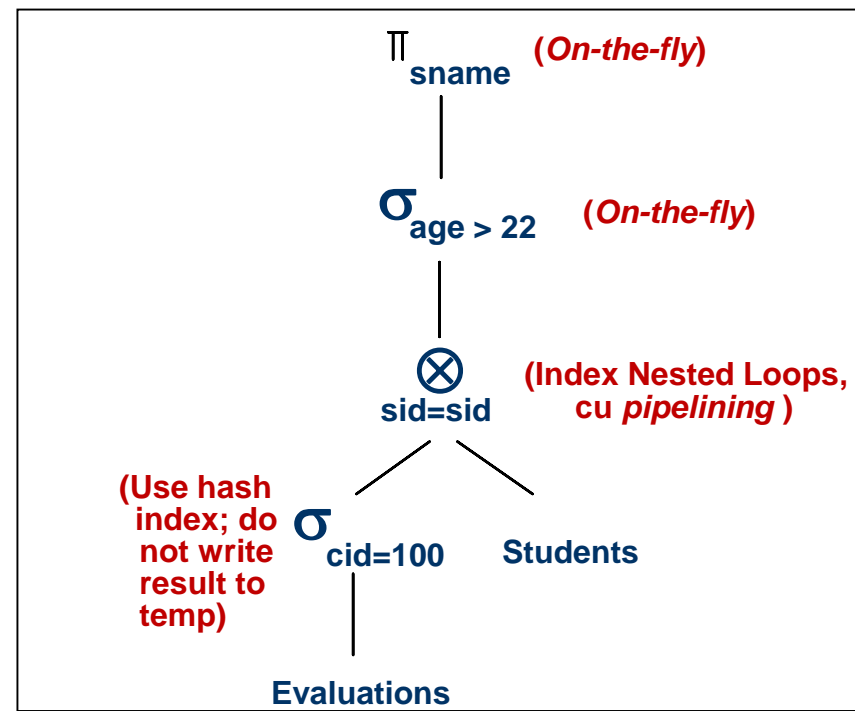 π sname (On-the-fly)
σ age > 22 (On-the-fly)
⊗
sid=sid
(Index Nested Loops,
cu pipelining )
(Use hash
index; do
not write
result to
temp)
σ cid=100
Students
Evaluations